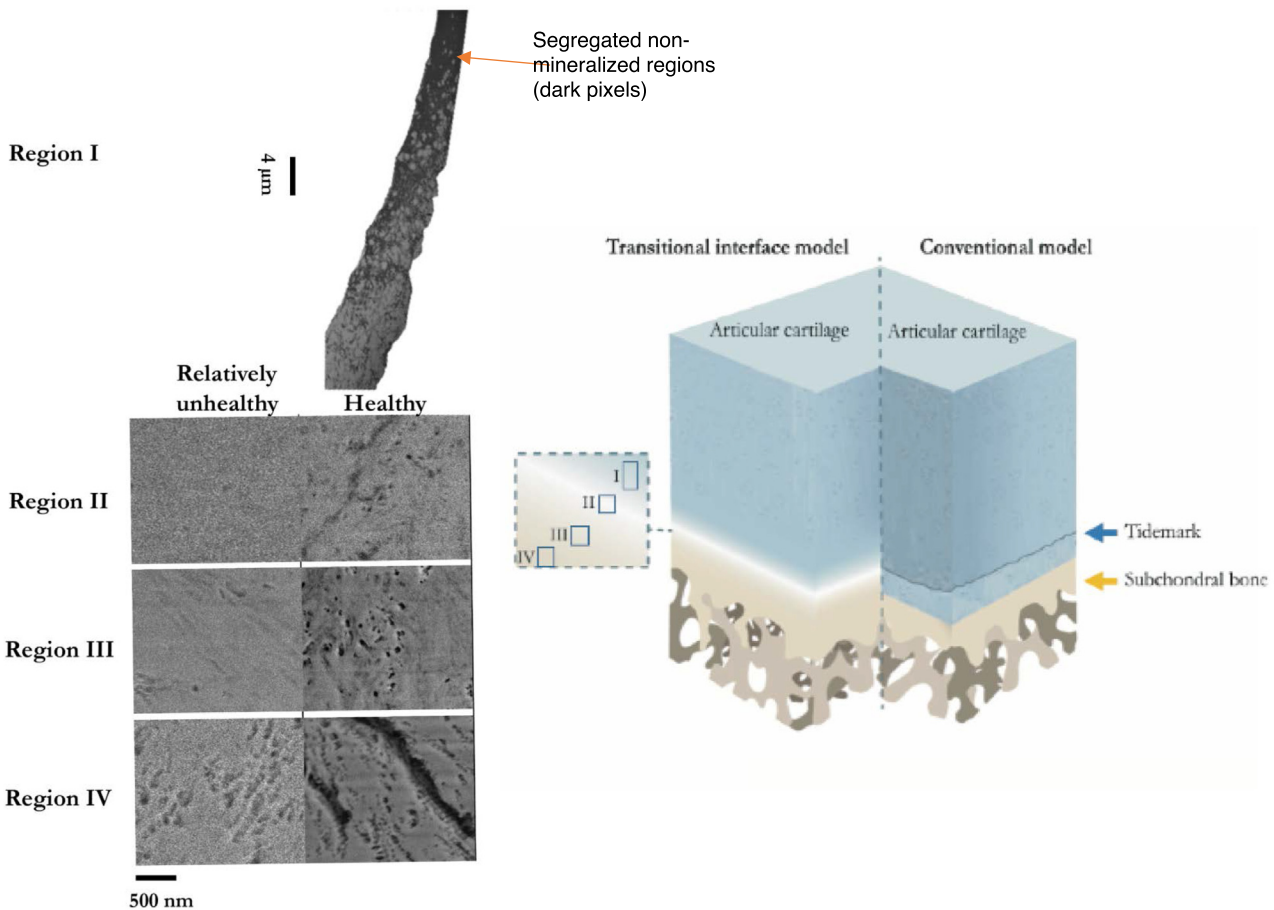 Segregated non-
mineralized regions
(dark pixels)
Region I
4 μm
Relatively
unhealthy
Healthy
Region II
Region III
Region IV
500 nm
Transitional interface model
Conventional model
Articular cartilage
Articular cartilage
I
II
III
IV
Tidemark
Subchondral bone